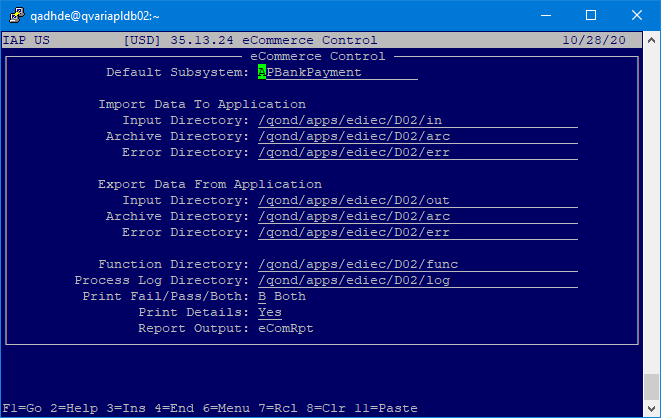 qadhde@qvariapldb02:~
IAP US [USD] 35.13.24 eCommerce Control 10/28/20
eCommerce Control
Default Subsystem: APBankPayment
Import Data To Application
Input Directory: /qond/apps/ediec/D02/in
Archive Directory: /qond/apps/ediec/D02/arc
Error Directory: /qond/apps/ediec/D02/err
Export Data From Application
Input Directory: /qond/apps/ediec/D02/out
Archive Directory: /qond/apps/ediec/D02/arc
Error Directory: /qond/apps/ediec/D02/err
Function Directory: /qond/apps/ediec/D02/func
Process Log Directory: /qond/apps/ediec/D02/log
Print Fail/Pass/Both: B Both
Print Details: Yes
Report Output: eComRpt
F1=Go 2=Help 3=Ins 4=End 6=Menu 7=Rcl 8=Clr 11=Paste